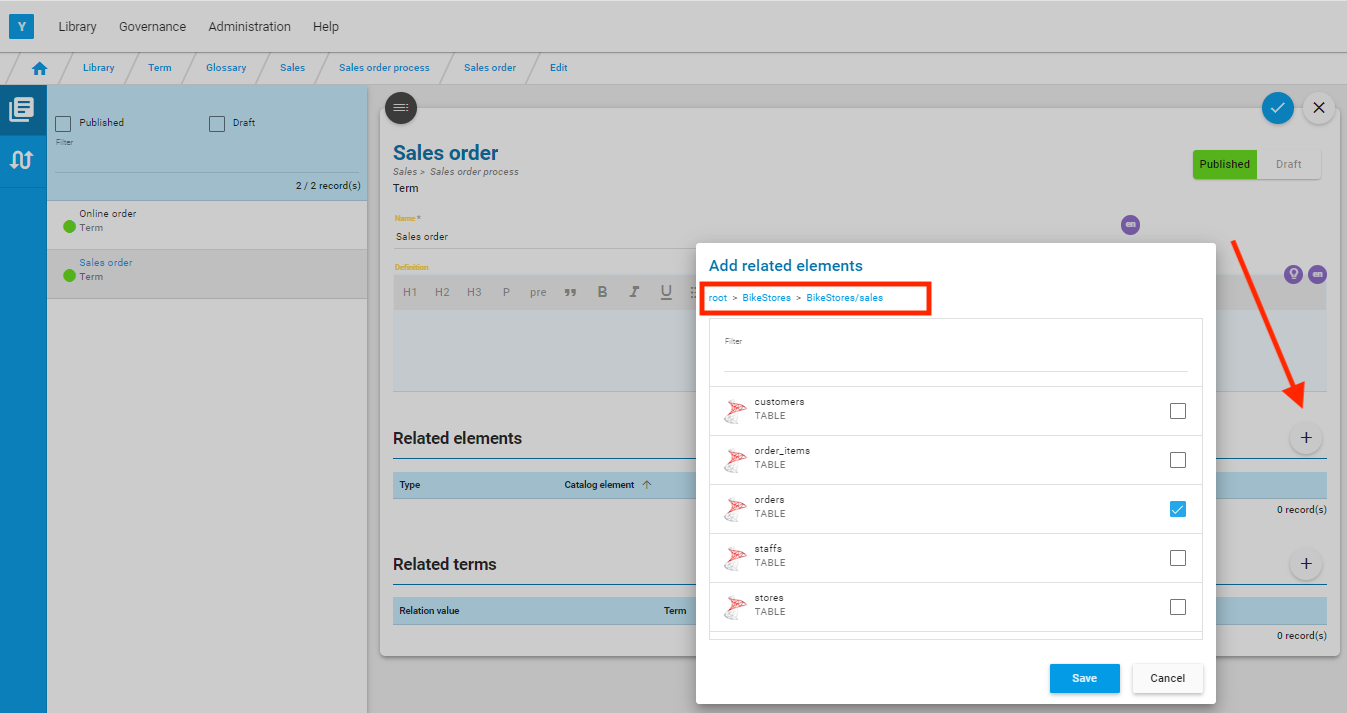 Y Library Governance Administration Help
Library Term Glossary Sales Sales order process Sales order Edit
Published Draft
Filter
2 / 2 record(s)
Online order
Term
Sales order
Term
Sales order
Sales > Sales order process
Term
Published Draft
Name *
en
Sales order
Definition
en
H1 H2 H3 P pre " B I U
Related elements
+
Type Catalog element ↑
0 record(s)
Related terms
+
Relation value Term
0 record(s)
Add related elements
root > BikeStores > BikeStores/sales
Filter
customers
TABLE
order_items
TABLE
orders
TABLE
staffs
TABLE
stores
TABLE
Save Cancel